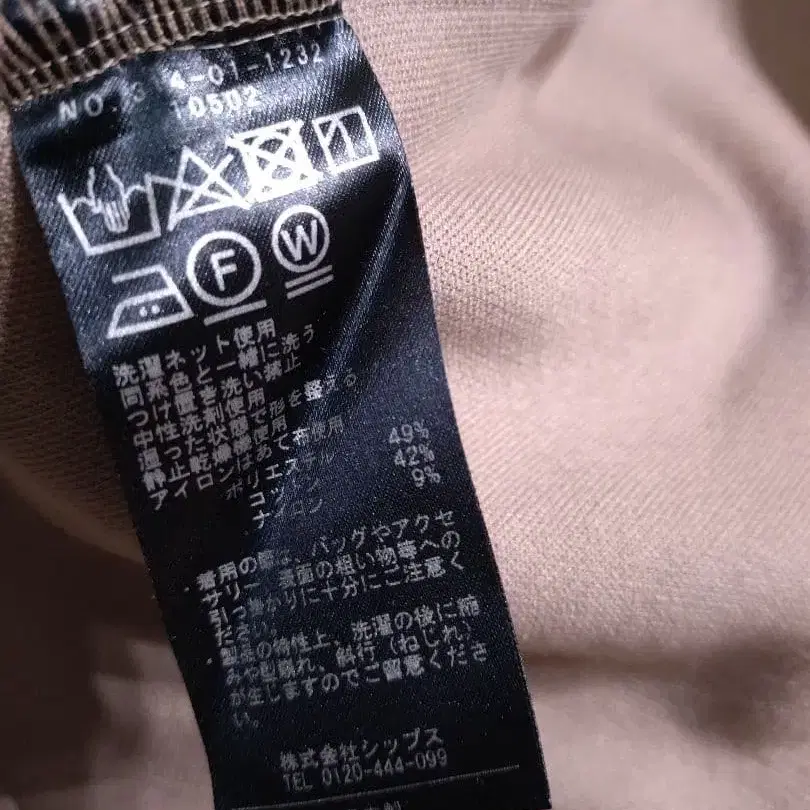 NO.3 4-01-1232
10502
F W
洗濯ネット使用
同系色と一緒に洗う
つけ置き洗い禁止
中性洗剤使用
湿った状態で形を整える
静止乾燥機使用
アイロンはあて布使用
ポリエステル 49%
コットン 42%
ナイロン 9%
・着用の際は、バッグやアクセ
サリー、表面の粗い物等への
引っ掛かりに十分にご注意く
ださい。
・製品の特性上、洗濯の後に縮
みや型崩れ、斜行(ねじれ)
が生じますのでご留意くださ
い。
株式会社シップス
TEL 0120-444-099